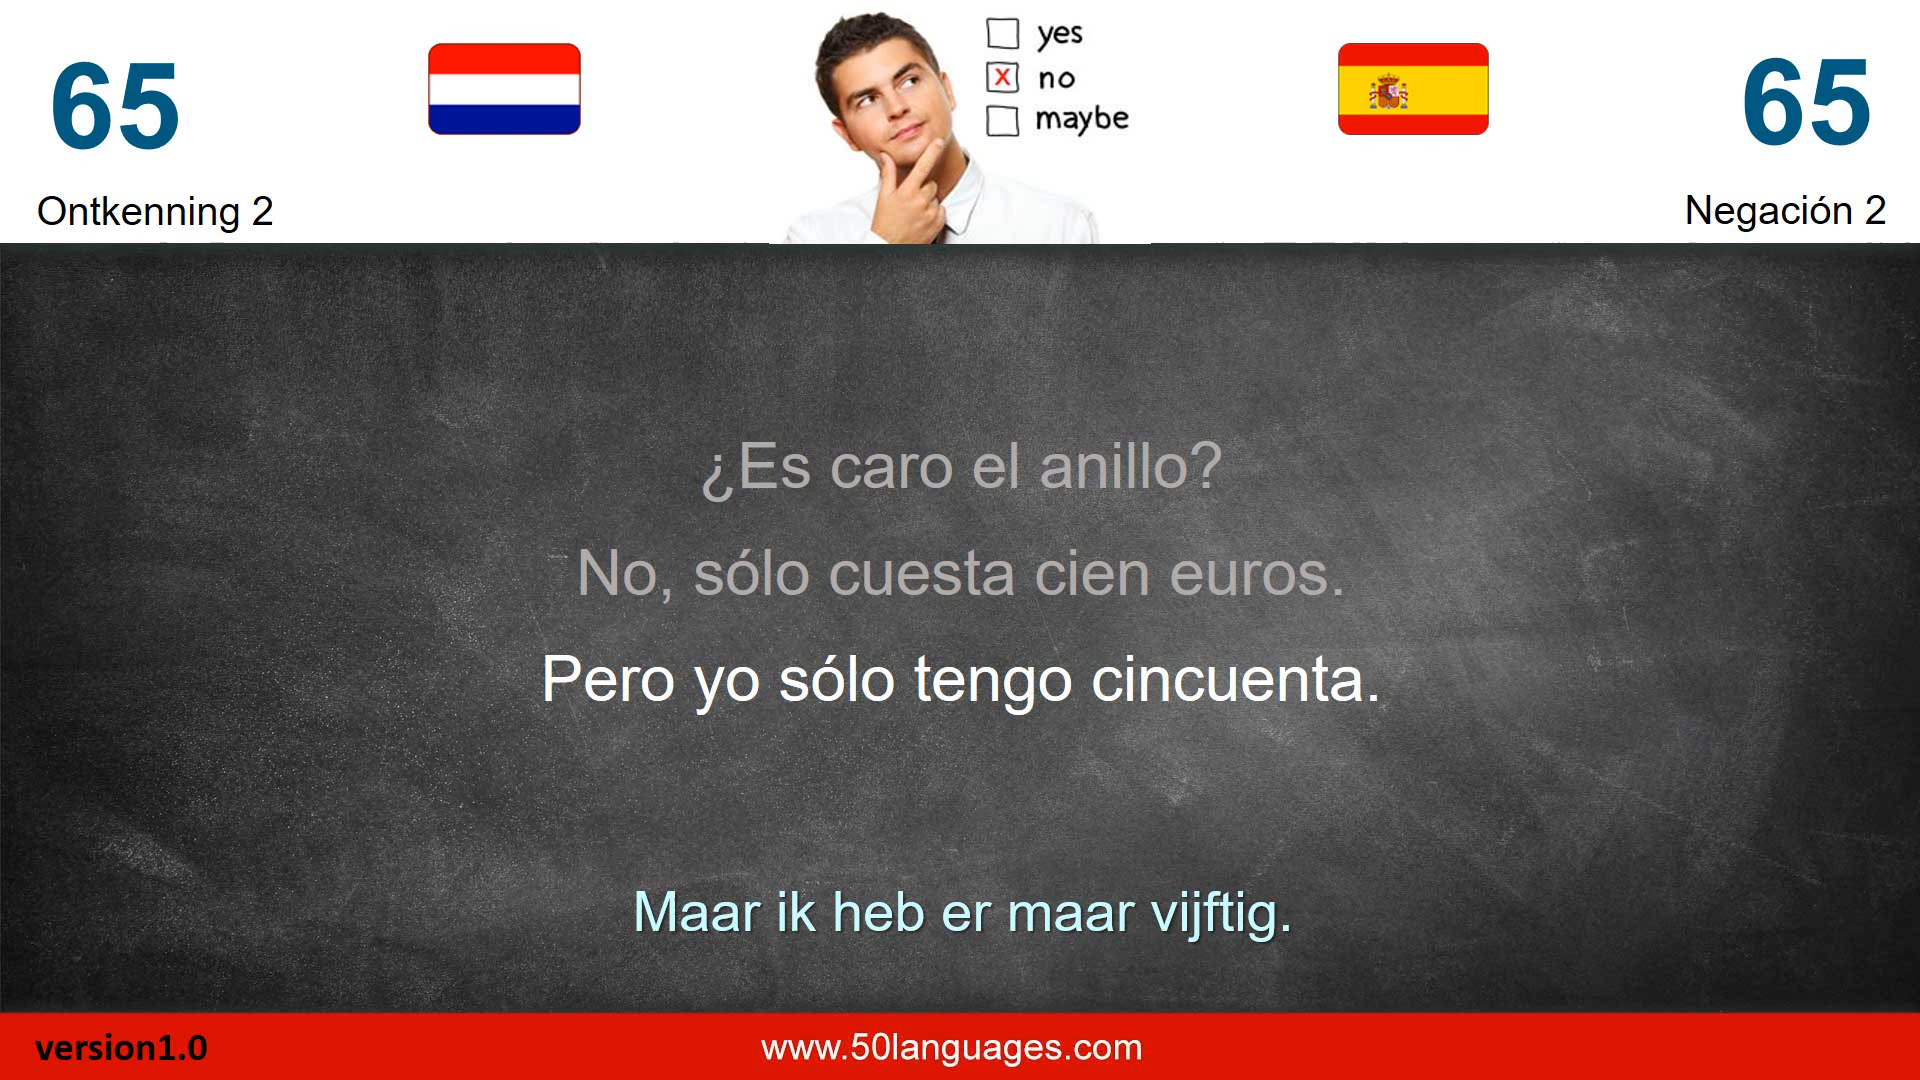 65
yes
no
maybe
65
Ontkenning 2
Negación 2
¿Es caro el anillo?
No, sólo cuesta cien euros.
Pero yo sólo tengo cincuenta.
Maar ik heb er maar vijftig.
version1.0
www.50languages.com